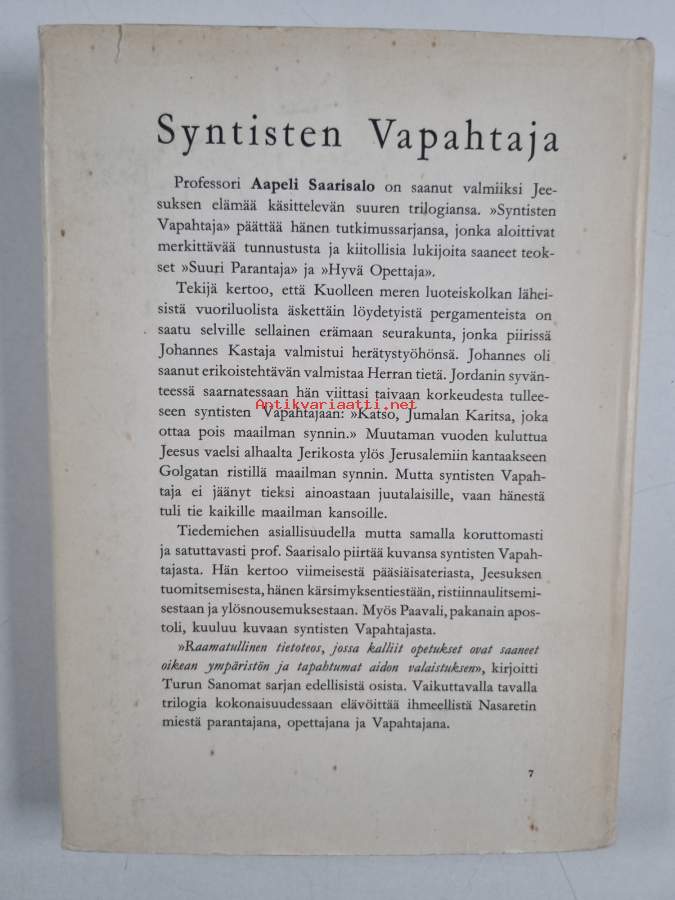 Syntisten Vapahtaja
Professori Aapeli Saarisalo on saanut valmiiksi Jee-
suksen elämää käsittelevän suuren trilogiansa. »Syntisten
Vapahtaja» päättää hänen tutkimussarjansa, jonka aloittivat
merkittävää tunnustusta ja kiitollisia lukijoita saaneet teok-
set »Suuri Parantaja» ja »Hyvä Opettaja».
Tekijä kertoo, että Kuolleen meren luoteiskolkan lähei-
sistä vuoriluolista äskettäin löydetyistä pergamenteista on
saatu selville sellainen erämaan seurakunta, jonka piirissä
Johannes Kastaja valmistui herätystyöhönsä. Johannes oli
saanut erikoistehtävän valmistaa Herran tietä. Jordanin syvän-
teessä saarnatessaan hän viittasi taivaan korkeudesta tullee-
Antikvariaatti.net
seen syntisten Vapahtajaan: »Katso, Jumalan Karitsa, joka
ottaa pois maailman synnin.» Muutaman vuoden kuluttua
Jeesus vaelsi alhaalta Jerikosta ylös Jerusalemiin kantaakseen
Golgatan ristillä maailman synnin. Mutta syntisten Vapah-
taja ei jäänyt tieksi ainoastaan juutalaisille, vaan hänestä
tuli tie kaikille maailman kansoille.
Tiedemiehen asiallisuudella mutta samalla koruttomasti
ja satuttavasti prof. Saarisalo piirtää kuvansa syntisten Vapah-
tajasta. Hän kertoo viimeisestä pääsiäisateriasta, Jeesuksen
tuomitsemisesta, hänen kärsimyksentiestään, ristiinnaulitsemi-
sestaan ja ylösnousemuksestaan. Myös Paavali, pakanain apos-
toli, kuuluu kuvaan syntisten Vapahtajasta.
»Raamatullinen tietoteos, jossa kalliit opetukset ovat saaneet
oikean ympäristön ja tapahtumat aidon valaistuksen», kirjoitti
Turun Sanomat sarjan edellisistä osista. Vaikuttavalla tavalla
trilogia kokonaisuudessaan elävöittää ihmeellistä Nasaretin
miestä parantajana, opettajana ja Vapahtajana.
7